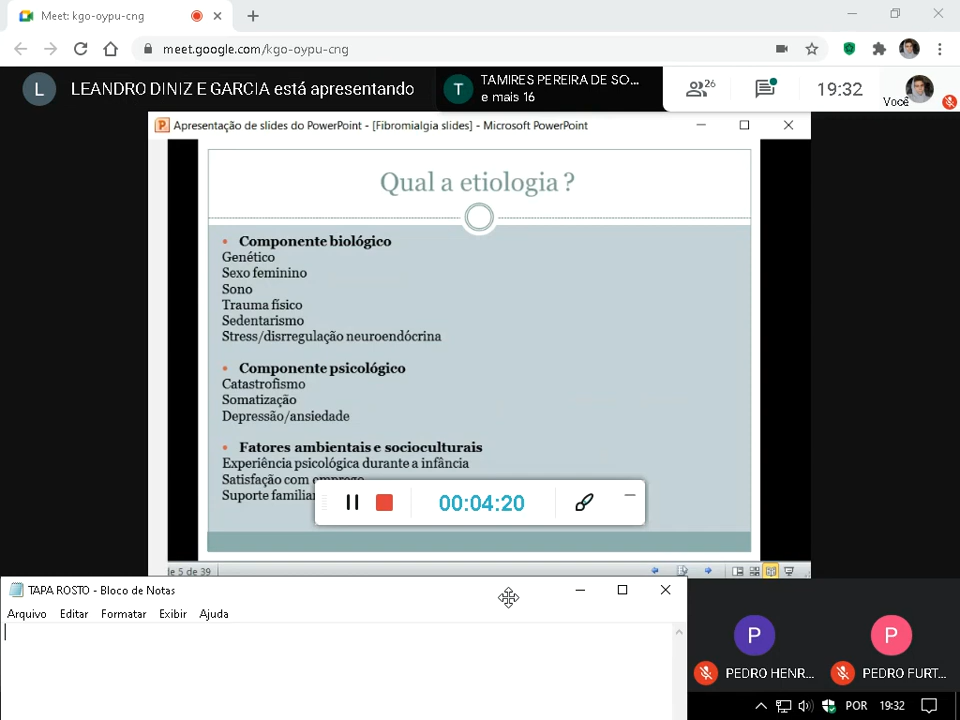 Meet: kgo-oypu-cng
meet.google.com/kgo-oypu-cng
L
LEANDRO DINIZ E GARCIA está apresentando
T
TAMIRES PEREIRA DE SO...
e mais 16
26
19:32
Você
Apresentação de slides do PowerPoint - [Fibromialgia slides] - Microsoft PowerPoint
Qual a etiologia ?
• Componente biológico
Genético
Sexo feminino
Sono
Trauma físico
Sedentarismo
Stress/disrregulação neuroendócrina
• Componente psicológico
Catastrofismo
Somatização
Depressão/ansiedade
• Fatores ambientais e socioculturais
Experiência psicológica durante a infância
Satisfação com emprego
Suporte familiar
00:04:20
de 5 de 39
TAPA ROSTO - Bloco de Notas
Arquivo Editar Formatar Exibir Ajuda
P
PEDRO HENR...
P
PEDRO FURT...
POR 19:32